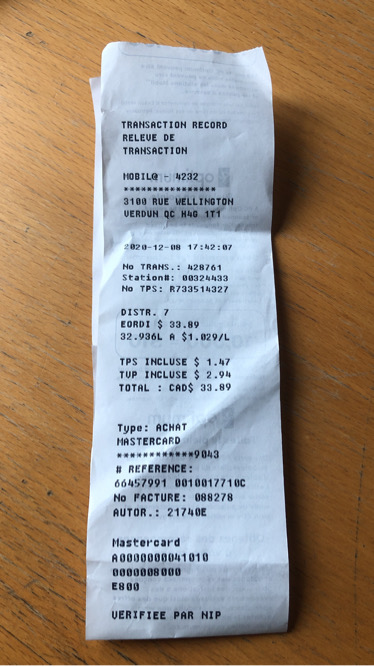 TRANSACTION RECORD
RELEVE DE
TRANSACTION
MOBIL@ - 4232
****************
3100 RUE WELLINGTON
VERDUN QC H4G 1T1
2020-12-08 17:42:07
No TRANS.: 428761
Station#: 00324433
No TPS: R733514327
DISTR. 7
EORDI $ 33.89
32.936L A $1.029/L
TPS INCLUSE $ 1.47
TVP INCLUSE $ 2.94
TOTAL : CAD$ 33.89
Type: ACHAT
MASTERCARD
************9043
# REFERENCE:
66457991 0010017710C
No FACTURE: 088278
AUTOR.: 21740E
Mastercard
A0000000041010
0000008000
E800
VERIFIEE PAR NIP